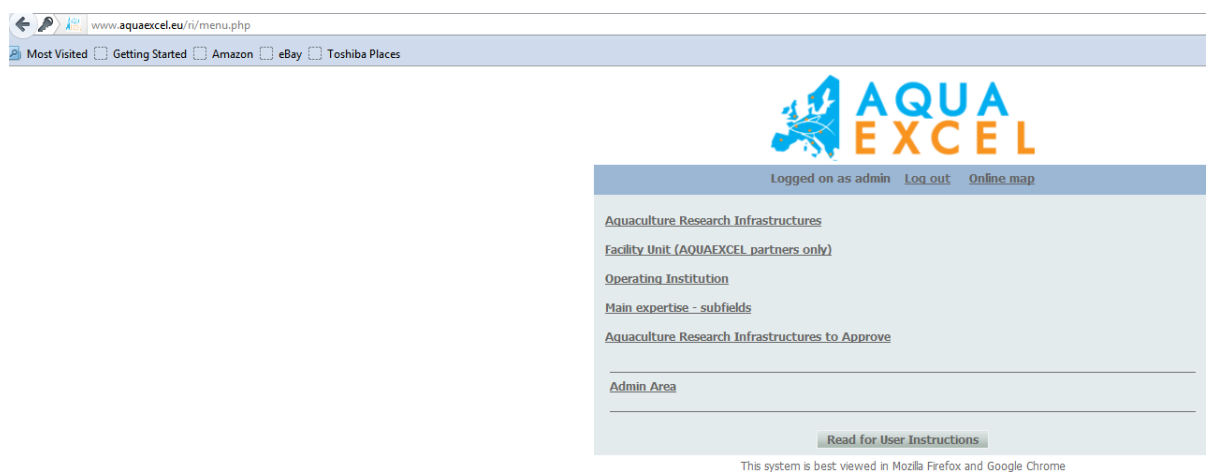 www.aquaexcel.eu/ri/menu.php
Most Visited Getting Started Amazon eBay Toshiba Places
AQUA
EXCEL
Logged on as admin Log out Online map
Aquaculture Research Infrastructures
Facility Unit (AQUAEXCEL partners only)
Operating Institution
Main expertise - subfields
Aquaculture Research Infrastructures to Approve
Admin Area
Read for User Instructions
This system is best viewed in Mozilla Firefox and Google Chrome